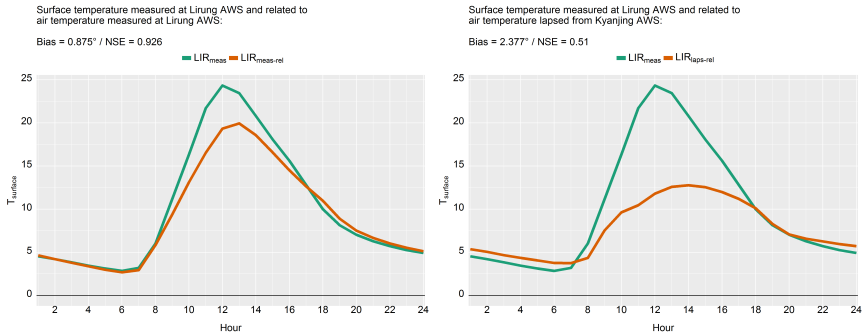 Surface temperature measured at Lirung AWS and related to
air temperature measured at Lirung AWS:
Bias = 0.875° / NSE = 0.926
LIRmeas LIRmeas-rel
25
20
15
10
5
0
Tsurface
2 4 6 8 10 12 14 16 18 20 22 24
Hour
Surface temperature measured at Lirung AWS and related to
air temperature lapsed from Kyanjing AWS:
Bias = 2.377° / NSE = 0.51
LIRmeas LIRlaps-rel
25
20
15
10
5
0
Tsurface
2 4 6 8 10 12 14 16 18 20 22 24
Hour